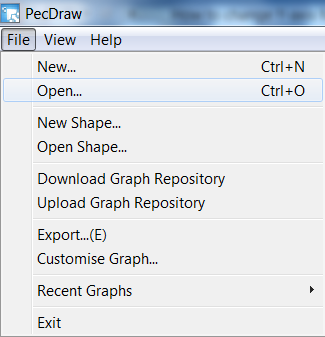 PecDraw
File View Help
New... Ctrl+N
Open... Ctrl+O
New Shape...
Open Shape...
Download Graph Repository
Upload Graph Repository
Export...(E)
Customise Graph...
Recent Graphs
Exit